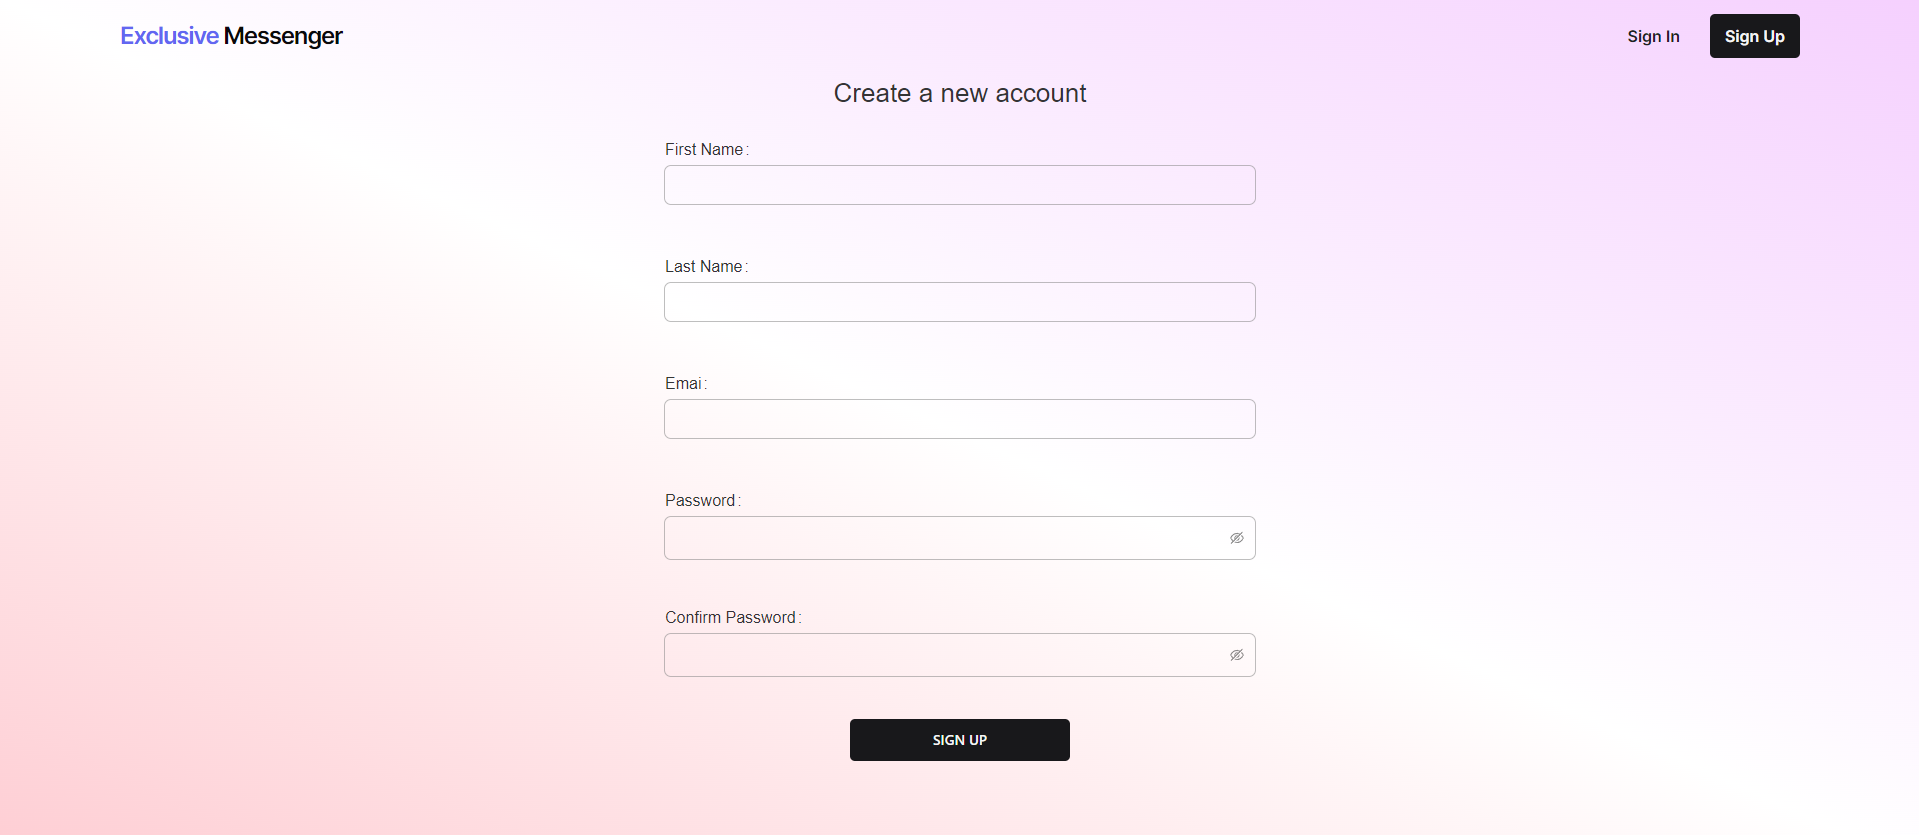 Exclusive Messenger
Sign In
Sign Up
Create a new account
First Name:
Last Name:
Emai:
Password:
Confirm Password:
SIGN UP